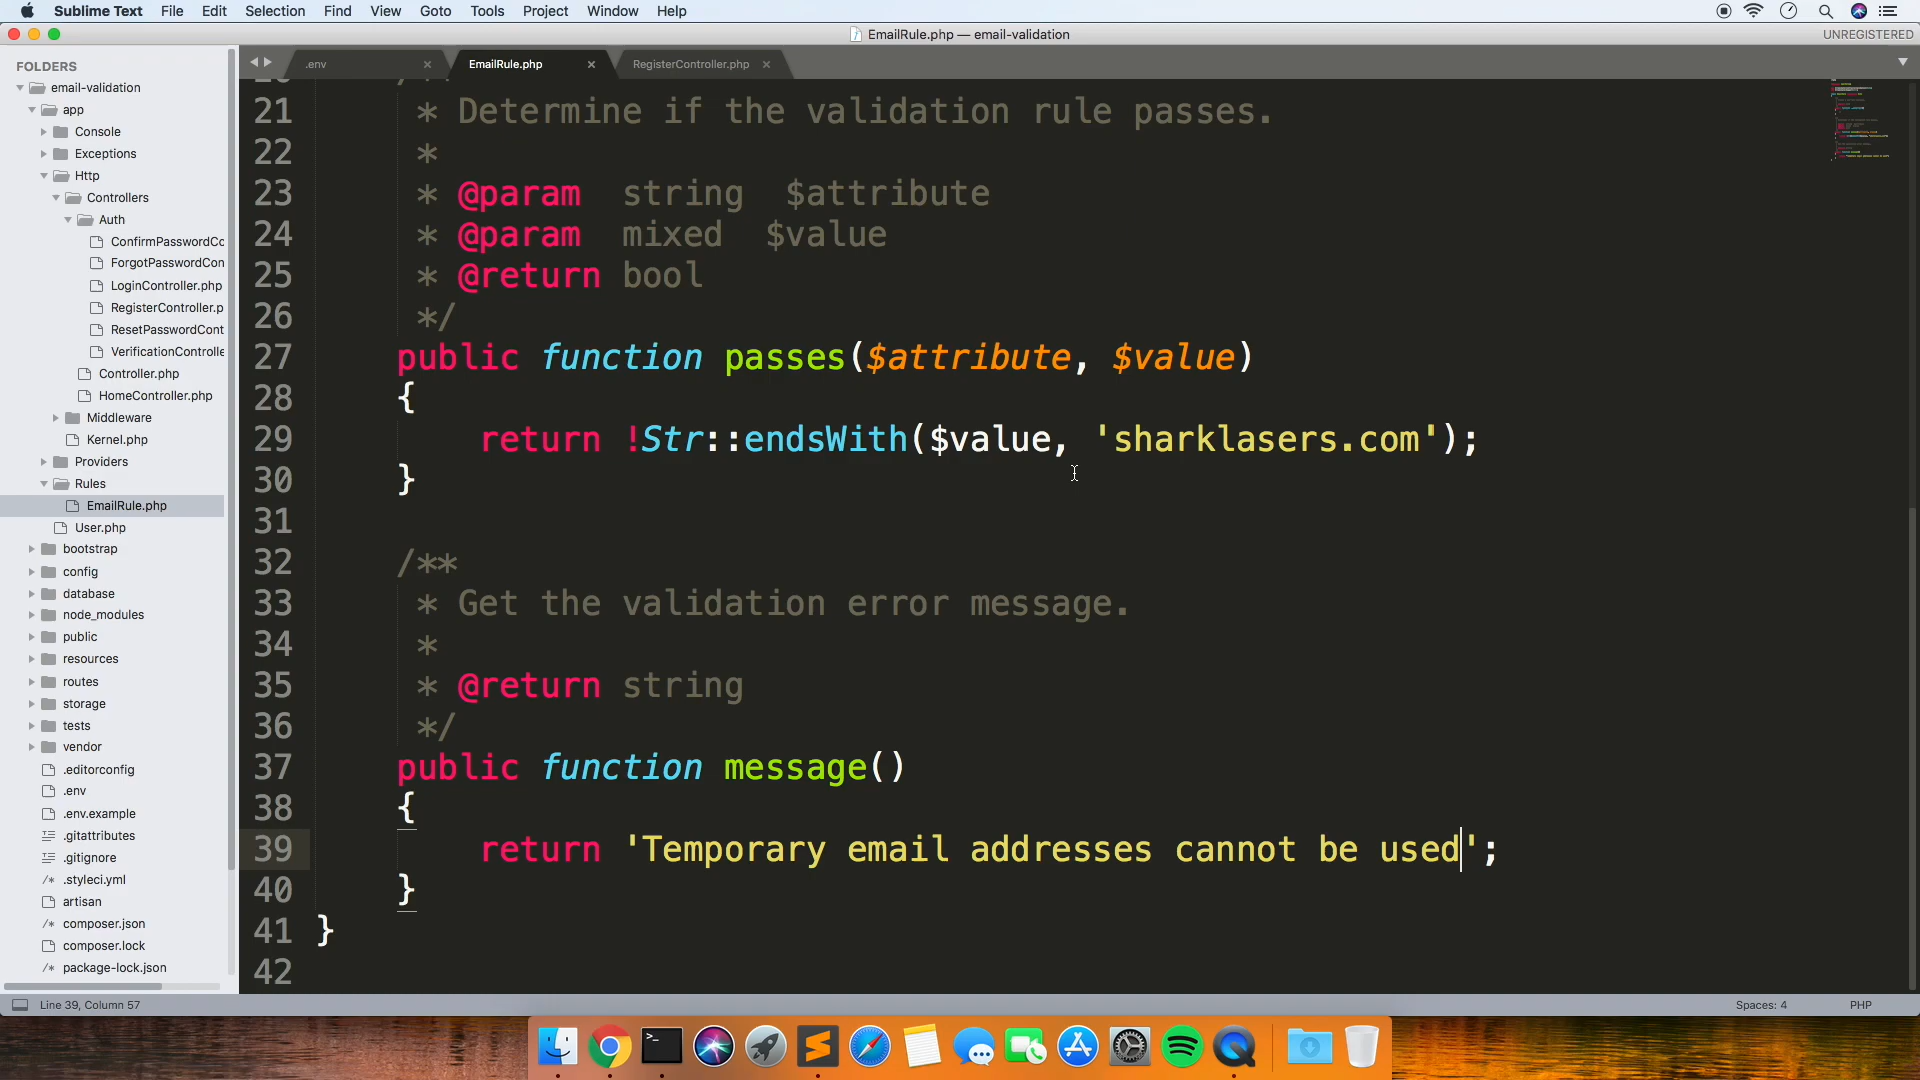 Sublime Text File Edit Selection Find View Goto Tools Project Window Help
EmailRule.php — email-validation
UNREGISTERED
FOLDERS
email-validation
app
Console
Exceptions
Http
Controllers
Auth
ConfirmPasswordCo
ForgotPasswordCon
LoginController.php
RegisterController.p
ResetPasswordCont
VerificationControlle
Controller.php
HomeController.php
Middleware
Kernel.php
Providers
Rules
EmailRule.php
User.php
bootstrap
config
database
node_modules
public
resources
routes
storage
tests
vendor
.editorconfig
.env
.env.example
.gitattributes
.gitignore
/* .styleci.yml
artisan
/* composer.json
composer.lock
/* package-lock.json
.env × EmailRule.php × RegisterController.php ×
21 * Determine if the validation rule passes.
22 *
23 * @param string $attribute
24 * @param mixed $value
25 * @return bool
26 */
27 public function passes($attribute, $value)
28 {
29 return !Str::endsWith($value, 'sharklasers.com');
30 }
31
32 /**
33 * Get the validation error message.
34 *
35 * @return string
36 */
37 public function message()
38 {
39 return 'Temporary email addresses cannot be used';
40 }
41 }
42
Line 39, Column 57
Spaces: 4
PHP